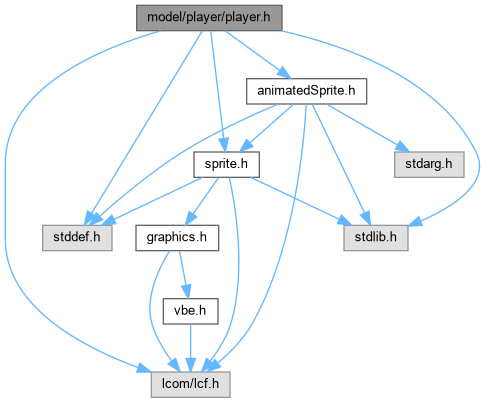 model/player/player.h
animatedSprite.h
sprite.h
stdarg.h
stddef.h
graphics.h
stdlib.h
vbe.h
lcom/lcf.h